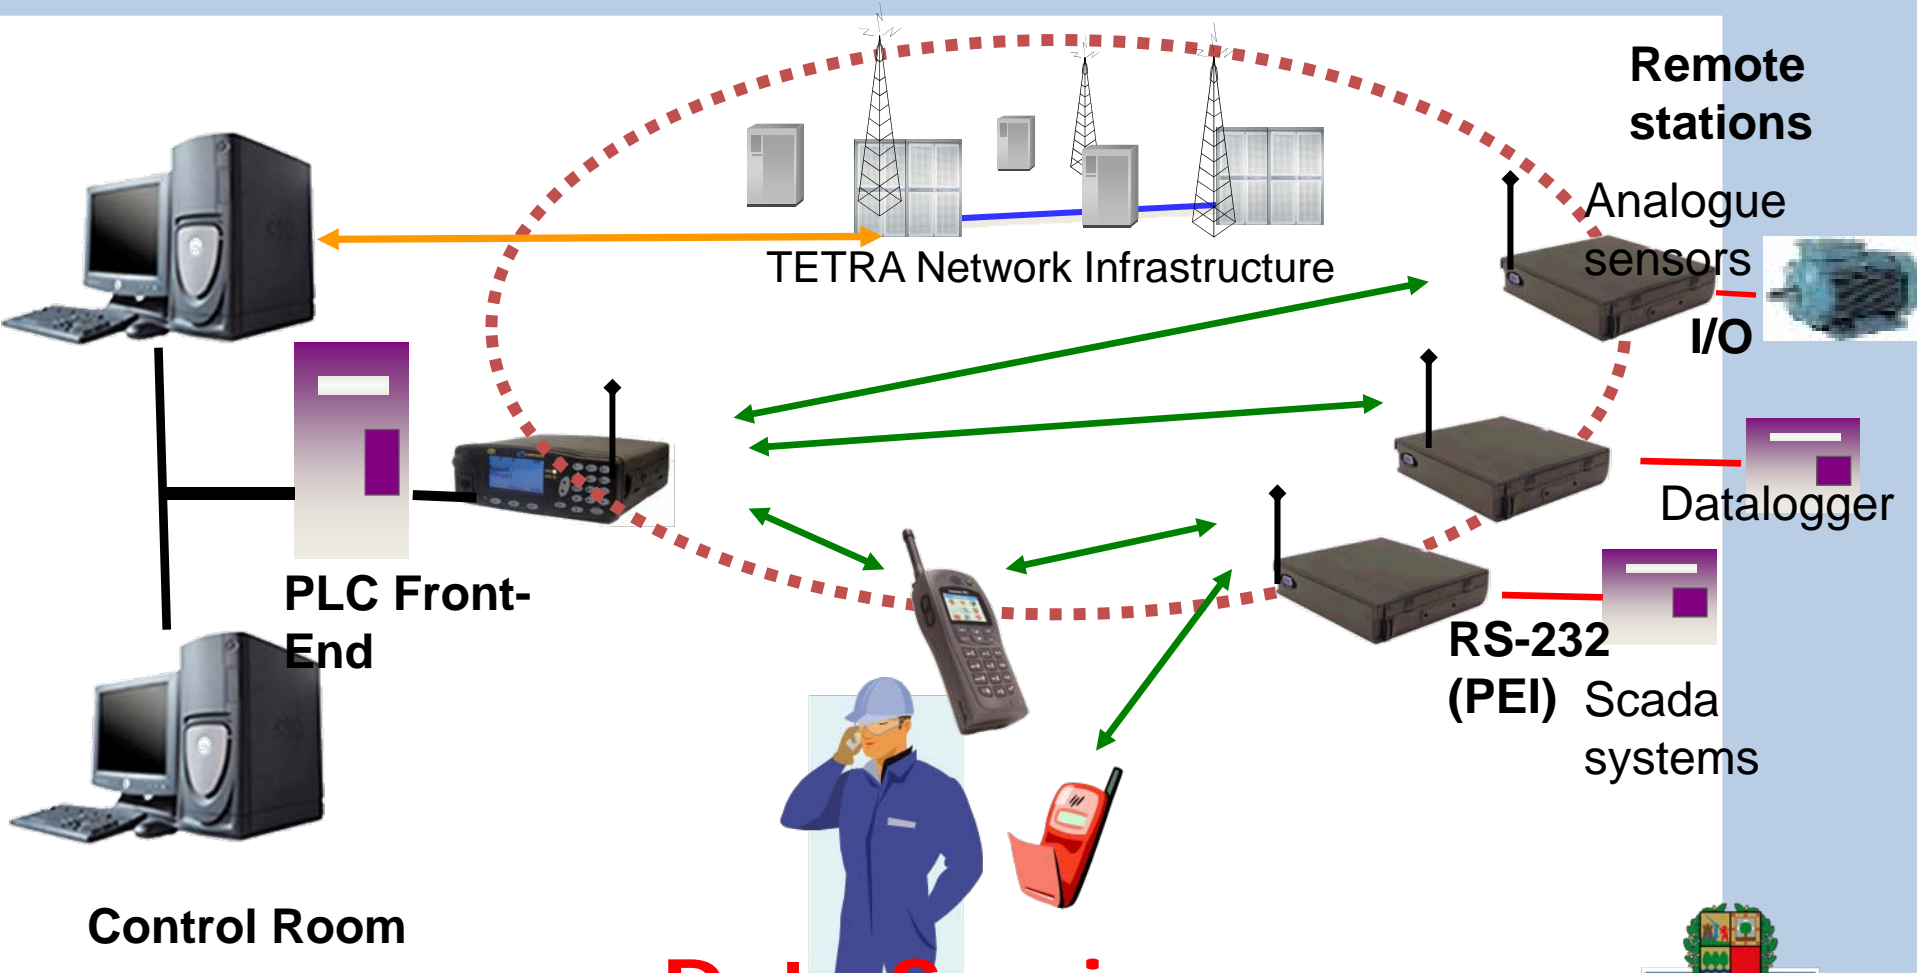 Remote
stations
Analogue
sensors
TETRA Network Infrastructure
I/O
Datalogger
PLC Front-
End
RS-232
(PEI)
Scada
systems
Control Room